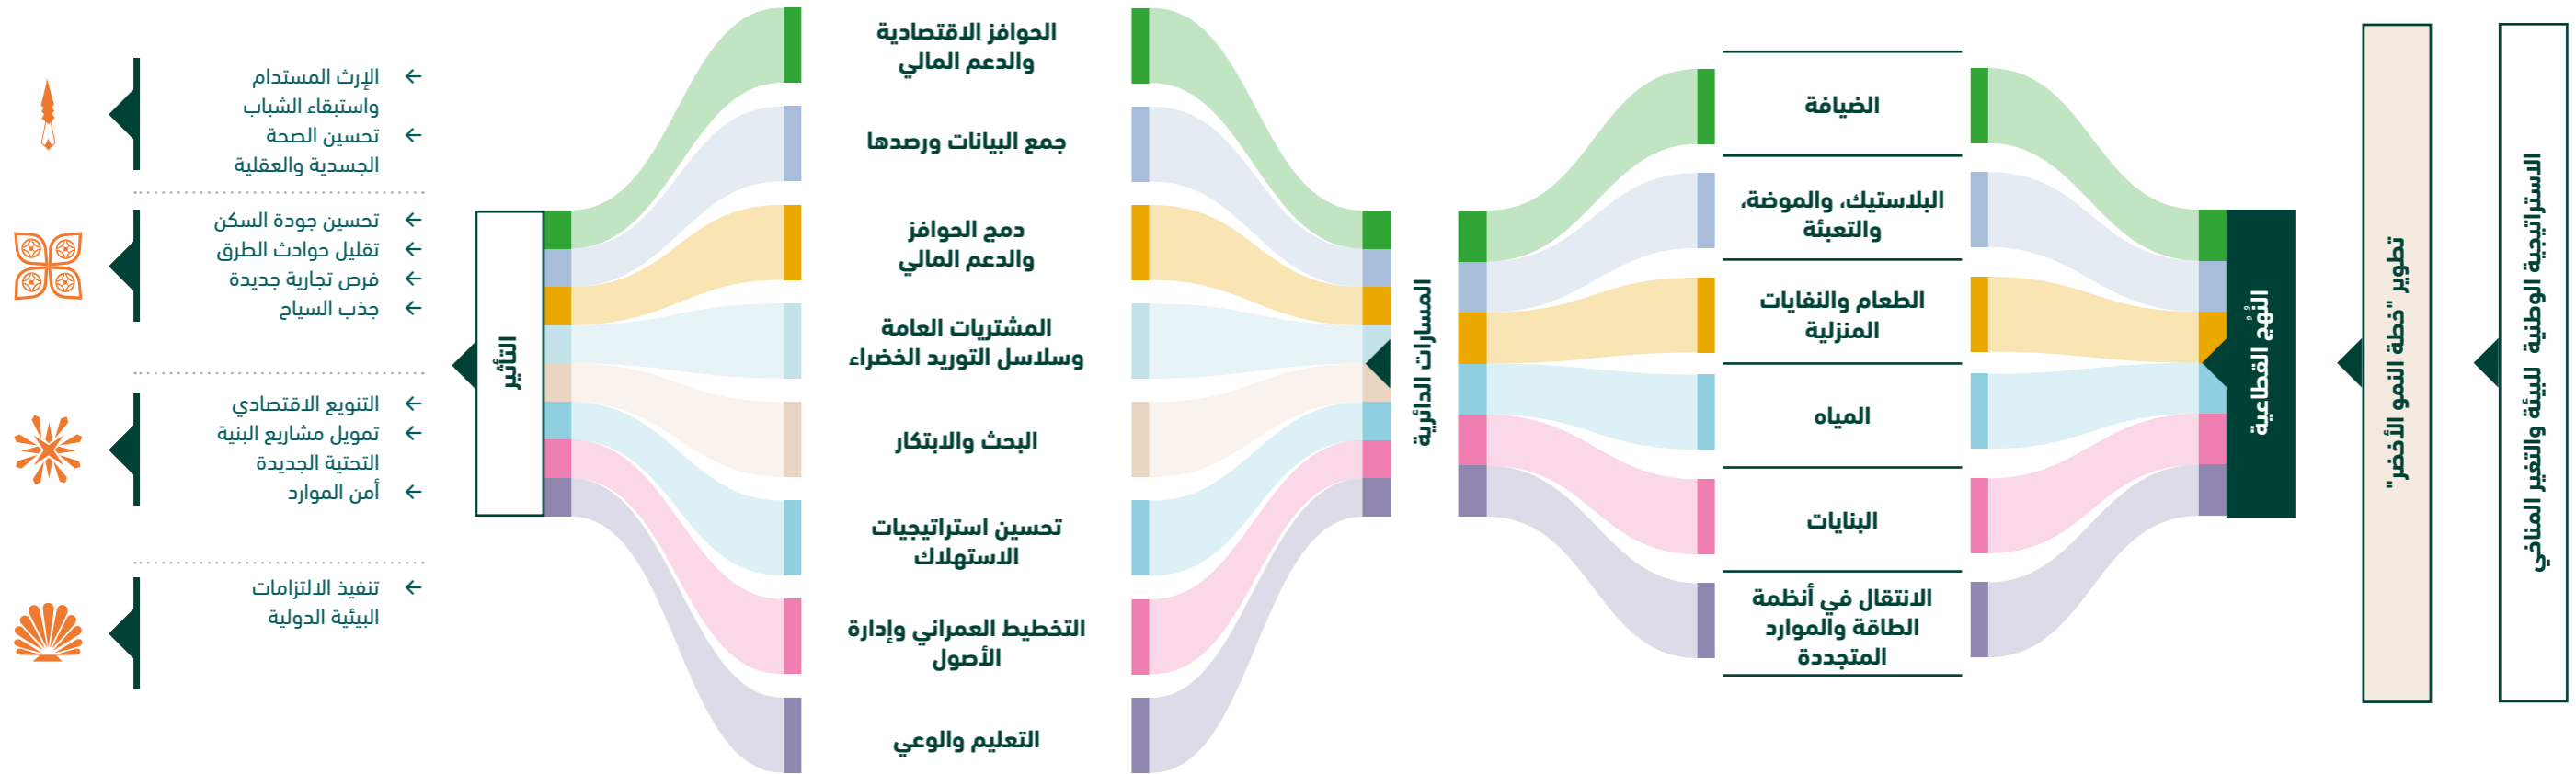 الاستراتيجية الوطنية للبيئة والتغير المناخي
تطوير "خطة النمو الأخضر"
النُهُج القطاعية
الضيافة
البلاستيك، والموضة،
والتعبئة
الطعام والنفايات
المنزلية
المياه
البنايات
الانتقال في أنظمة
الطاقة والموارد
المتجددة
المسارات الدائرية
الحوافز الاقتصادية
والدعم المالي
جمع البيانات ورصدها
دمج الحوافز
والدعم المالي
المشتريات العامة
وسلاسل التوريد الخضراء
البحث والابتكار
تحسين استراتيجيات
الاستهلاك
التخطيط العمراني وإدارة
الأصول
التعليم والوعي
التأثير
← الإرث المستدام
واستبقاء الشباب
← تحسين الصحة
الجسدية والعقلية
← تحسين جودة السكن
← تقليل حوادث الطرق
← فرص تجارية جديدة
← جذب السياح
← التنويع الاقتصادي
← تمويل مشاريع البنية
التحتية الجديدة
← أمن الموارد
← تنفيذ الالتزامات
البيئية الدولية